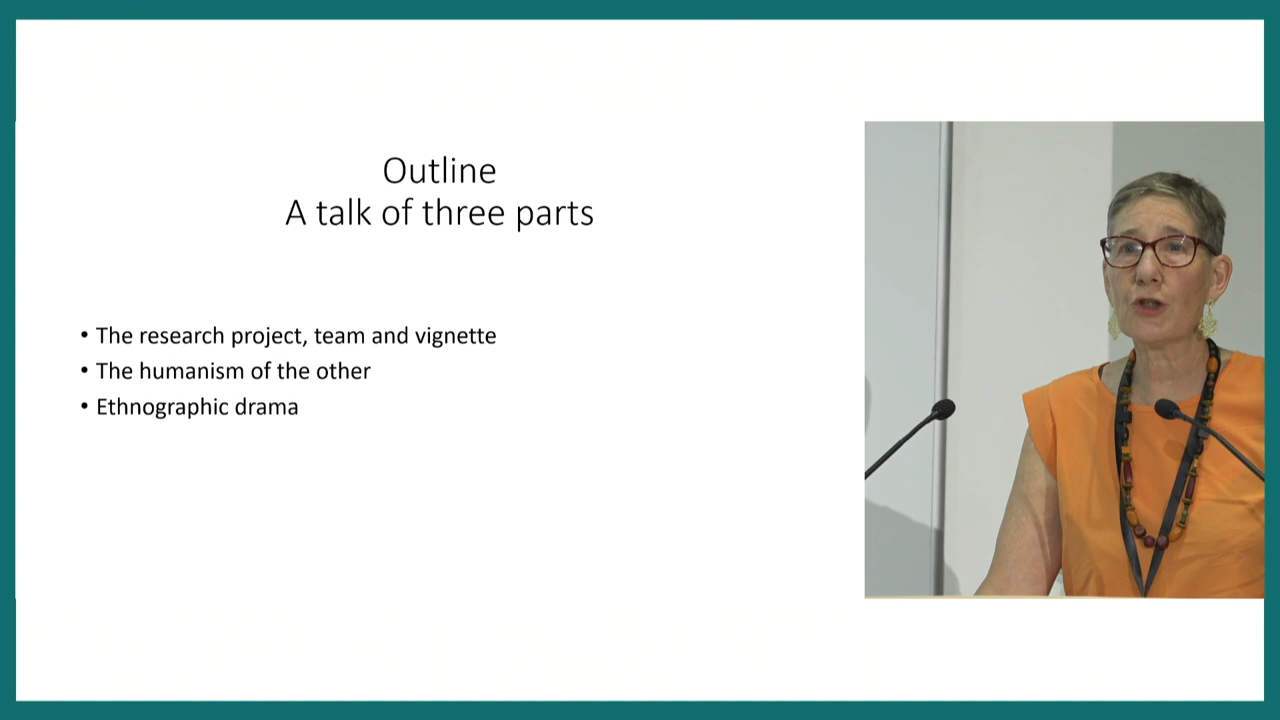 Outline
A talk of three parts
• The research project, team and vignette
• The humanism of the other
• Ethnographic drama